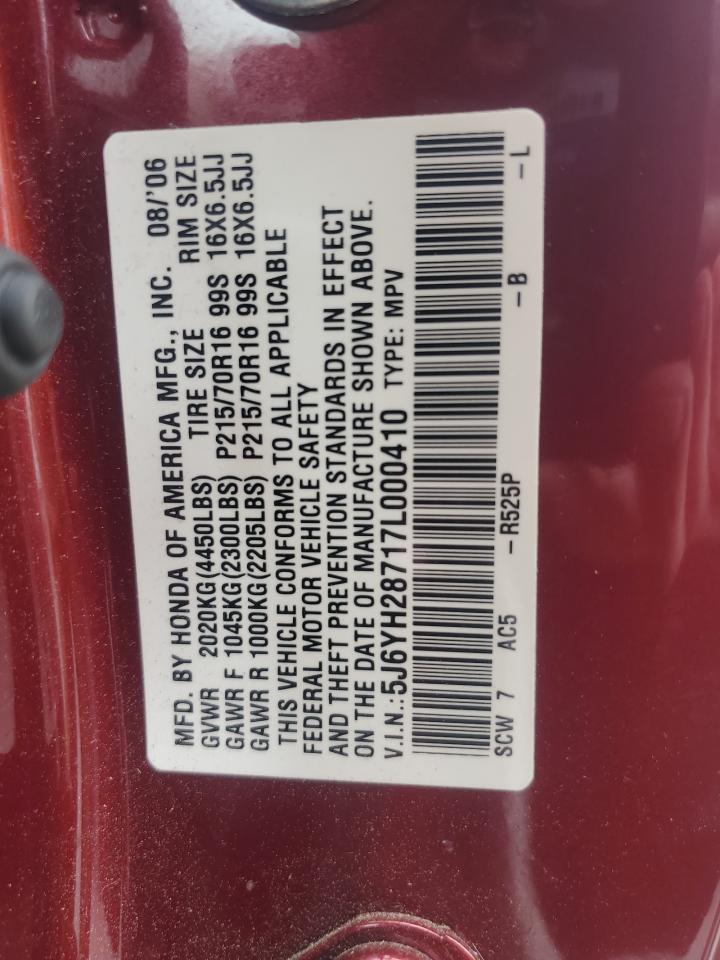 MFD. BY HONDA OF AMERICA MFG., INC. 08/'06
GVWR 2020KG(4450LBS) TIRE SIZE RIM SIZE
GAWR F 1045KG(2300LBS) P215/70R16 99S 16X6.5JJ
GAWR R 1000KG(2205LBS) P215/70R16 99S 16X6.5JJ
THIS VEHICLE CONFORMS TO ALL APPLICABLE
FEDERAL MOTOR VEHICLE SAFETY
AND THEFT PREVENTION STANDARDS IN EFFECT
ON THE DATE OF MANUFACTURE SHOWN ABOVE.
V.I.N.:5J6YH28717L000410 TYPE: MPV
SCW 7 AC5 –R525P –B –L